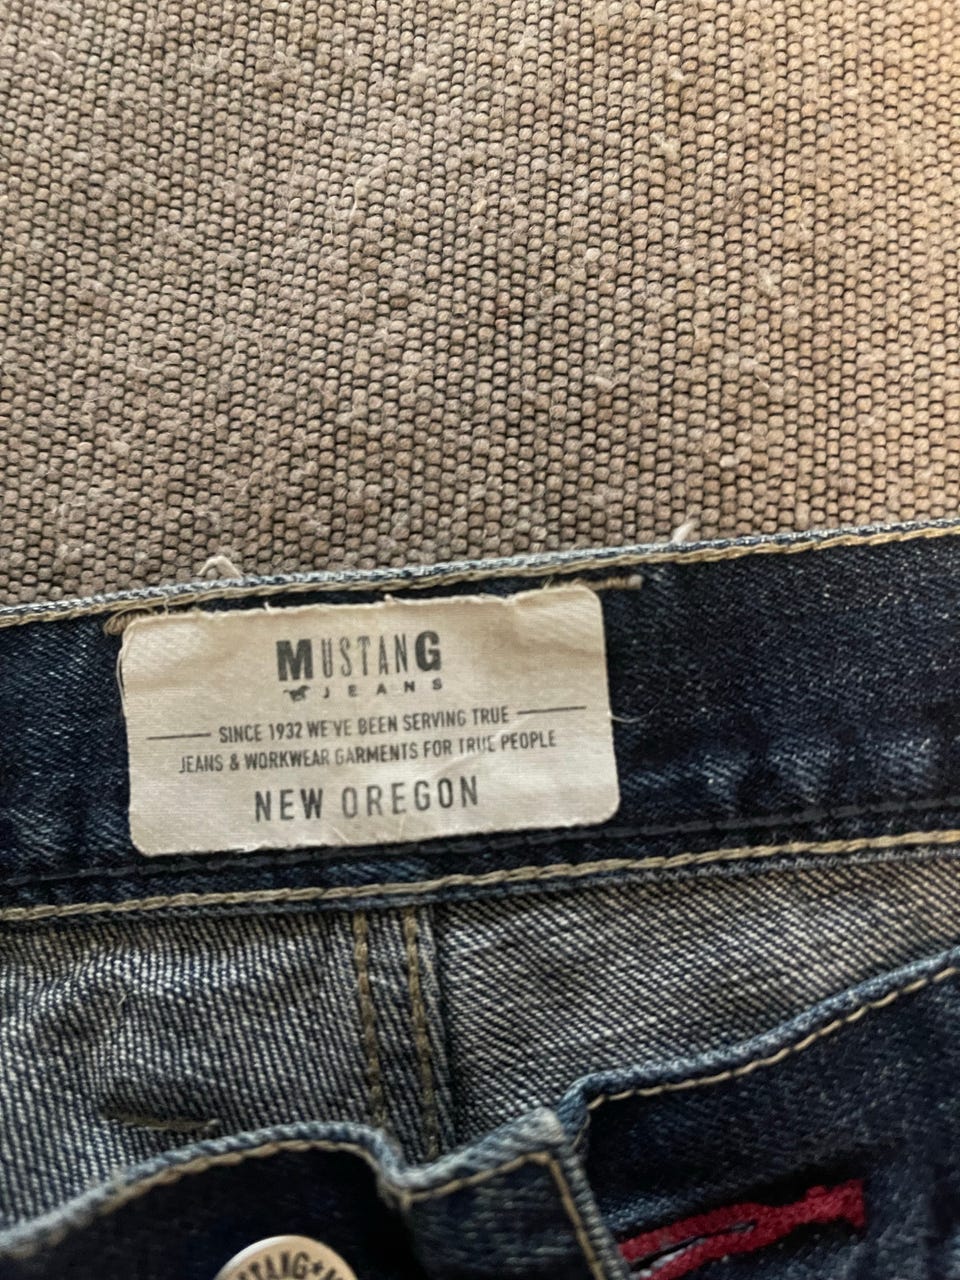 MUSTANG
JEANS
SINCE 1932 WE'VE BEEN SERVING TRUE
JEANS & WORKWEAR GARMENTS FOR TRUE PEOPLE
NEW OREGON